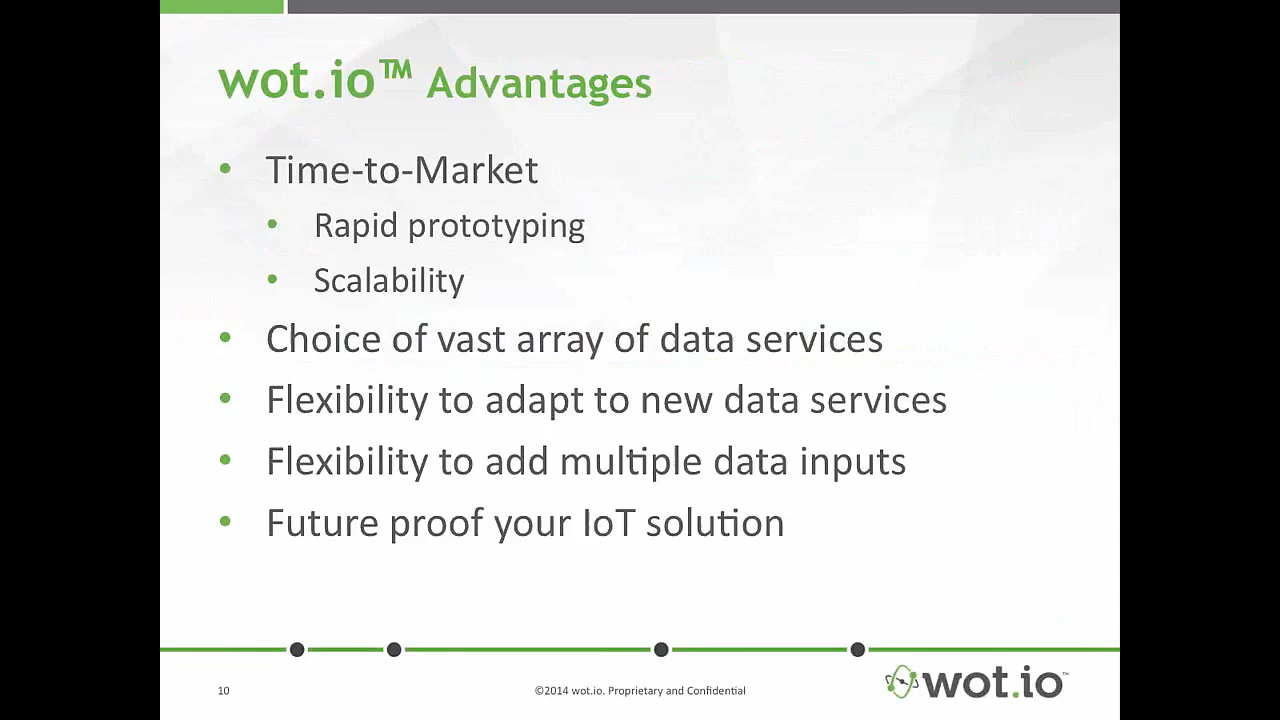 wot.io™ Advantages
• Time-to-Market
• Rapid prototyping
• Scalability
• Choice of vast array of data services
• Flexibility to adapt to new data services
• Flexibility to add multiple data inputs
• Future proof your IoT solution
10
©2014 wot.io. Proprietary and Confidential
wot.io™